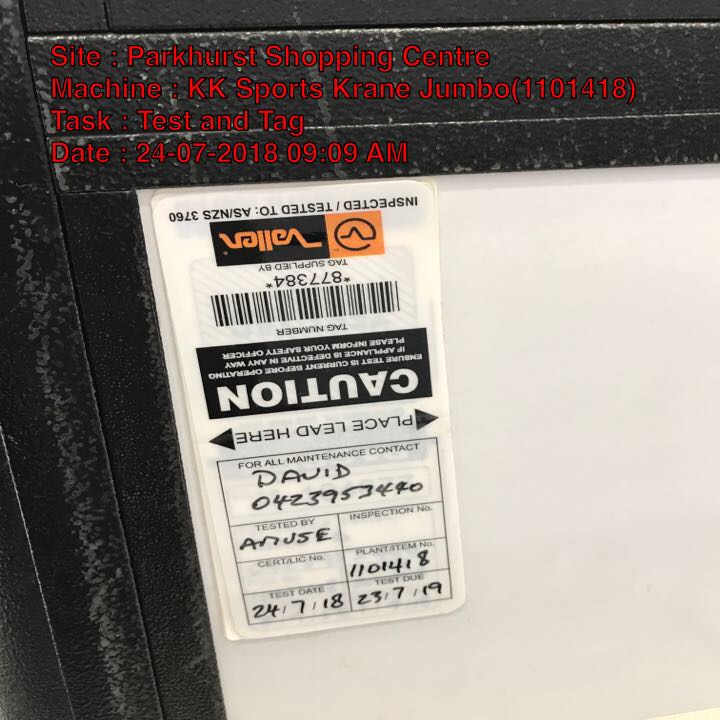 Site : Parkhurst Shopping Centre
Machine : KK Sports Krane Jumbo(1101418)
Task : Test and Tag
Date : 24-07-2018 09:09 AM
INSPECTED / TESTED TO: AS/NZS 3760
Vallen
TAG SUPPLIED BY
*877384*
TAG NUMBER
PLEASE INFORM YOUR SAFETY OFFICER
IF APPLIANCE IS DEFECTIVE IN ANY WAY
ENSURE TEST IS CURRENT BEFORE OPERATING
CAUTION
PLACE LEAD HERE
FOR ALL MAINTENANCE CONTACT
DAVID
0423953440
TESTED BY
INSPECTION No.
AMUSE
CERT/LIC No.
PLANT/ITEM No.
1101418
TEST DATE
TEST DUE
24/7/18
23/7/19